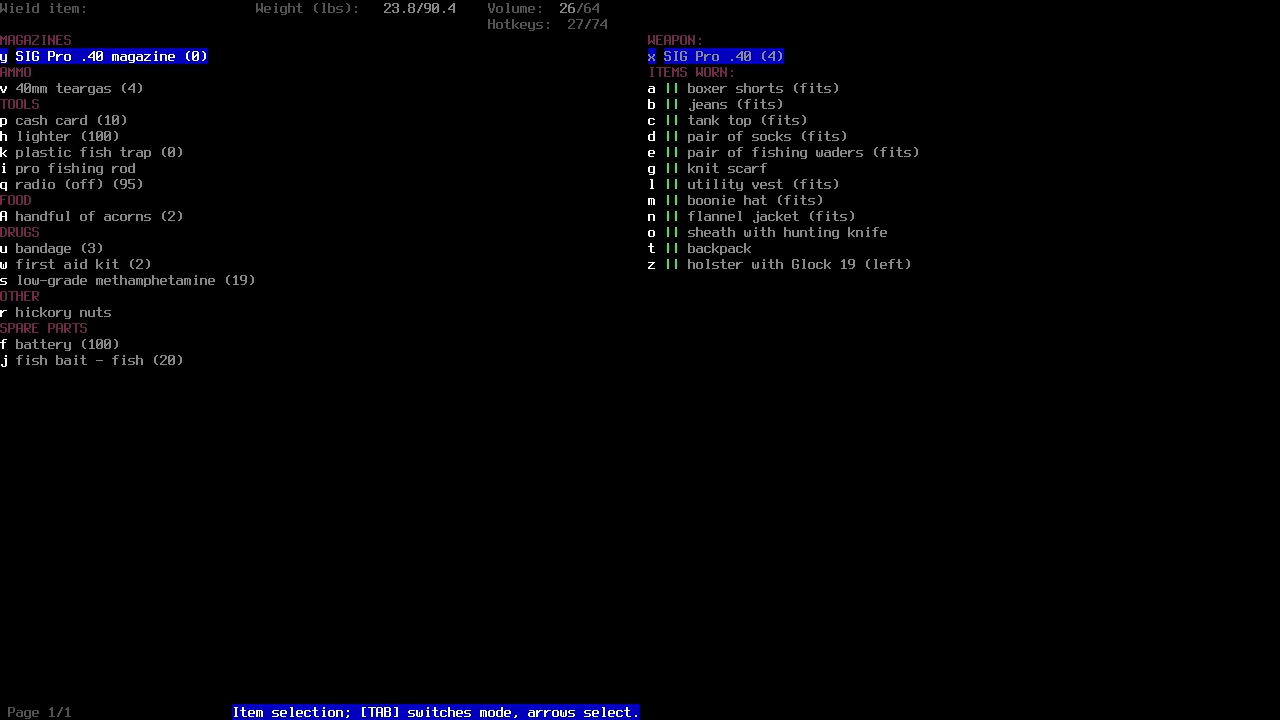 Wield item: Weight (lbs): 23.8/90.4 Volume: 26/64
Hotkeys: 27/74
MAGAZINES
y SIG Pro .40 magazine (0)
AMMO
v 40mm teargas (4)
TOOLS
p cash card (10)
h lighter (100)
k plastic fish trap (0)
i pro fishing rod
q radio (off) (95)
FOOD
A handful of acorns (2)
DRUGS
u bandage (3)
w first aid kit (2)
s low-grade methamphetamine (19)
OTHER
r hickory nuts
SPARE PARTS
f battery (100)
j fish bait - fish (20)
WEAPON:
x SIG Pro .40 (4)
ITEMS WORN:
a || boxer shorts (fits)
b || jeans (fits)
c || tank top (fits)
d || pair of socks (fits)
e || pair of fishing waders (fits)
g || knit scarf
l || utility vest (fits)
m || boonie hat (fits)
n || flannel jacket (fits)
o || sheath with hunting knife
t || backpack
z || holster with Glock 19 (left)
Page 1/1 Item selection; [TAB] switches mode, arrows select.